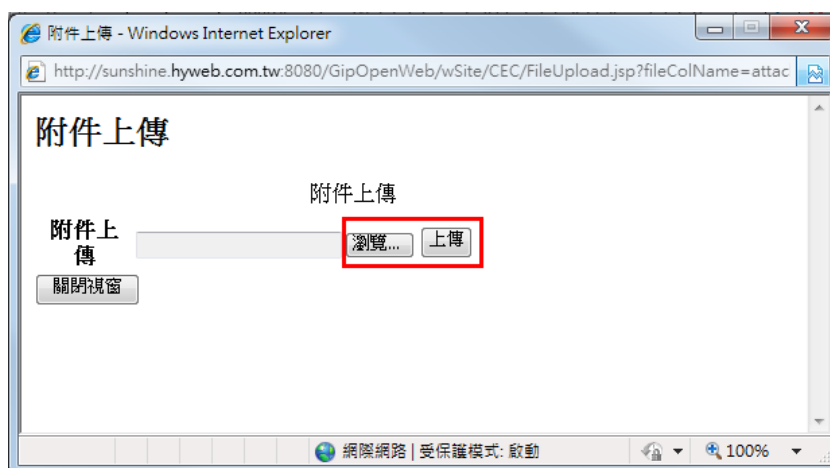 附件上傳 - Windows Internet Explorer
http://sunshine.hyweb.com.tw:8080/GipOpenWeb/wSite/CEC/FileUpload.jsp?fileColName=attac
附件上傳
附件上傳
附件上
傳
瀏覽... 上傳
關閉視窗
網際網路 | 受保護模式: 啟動 100%